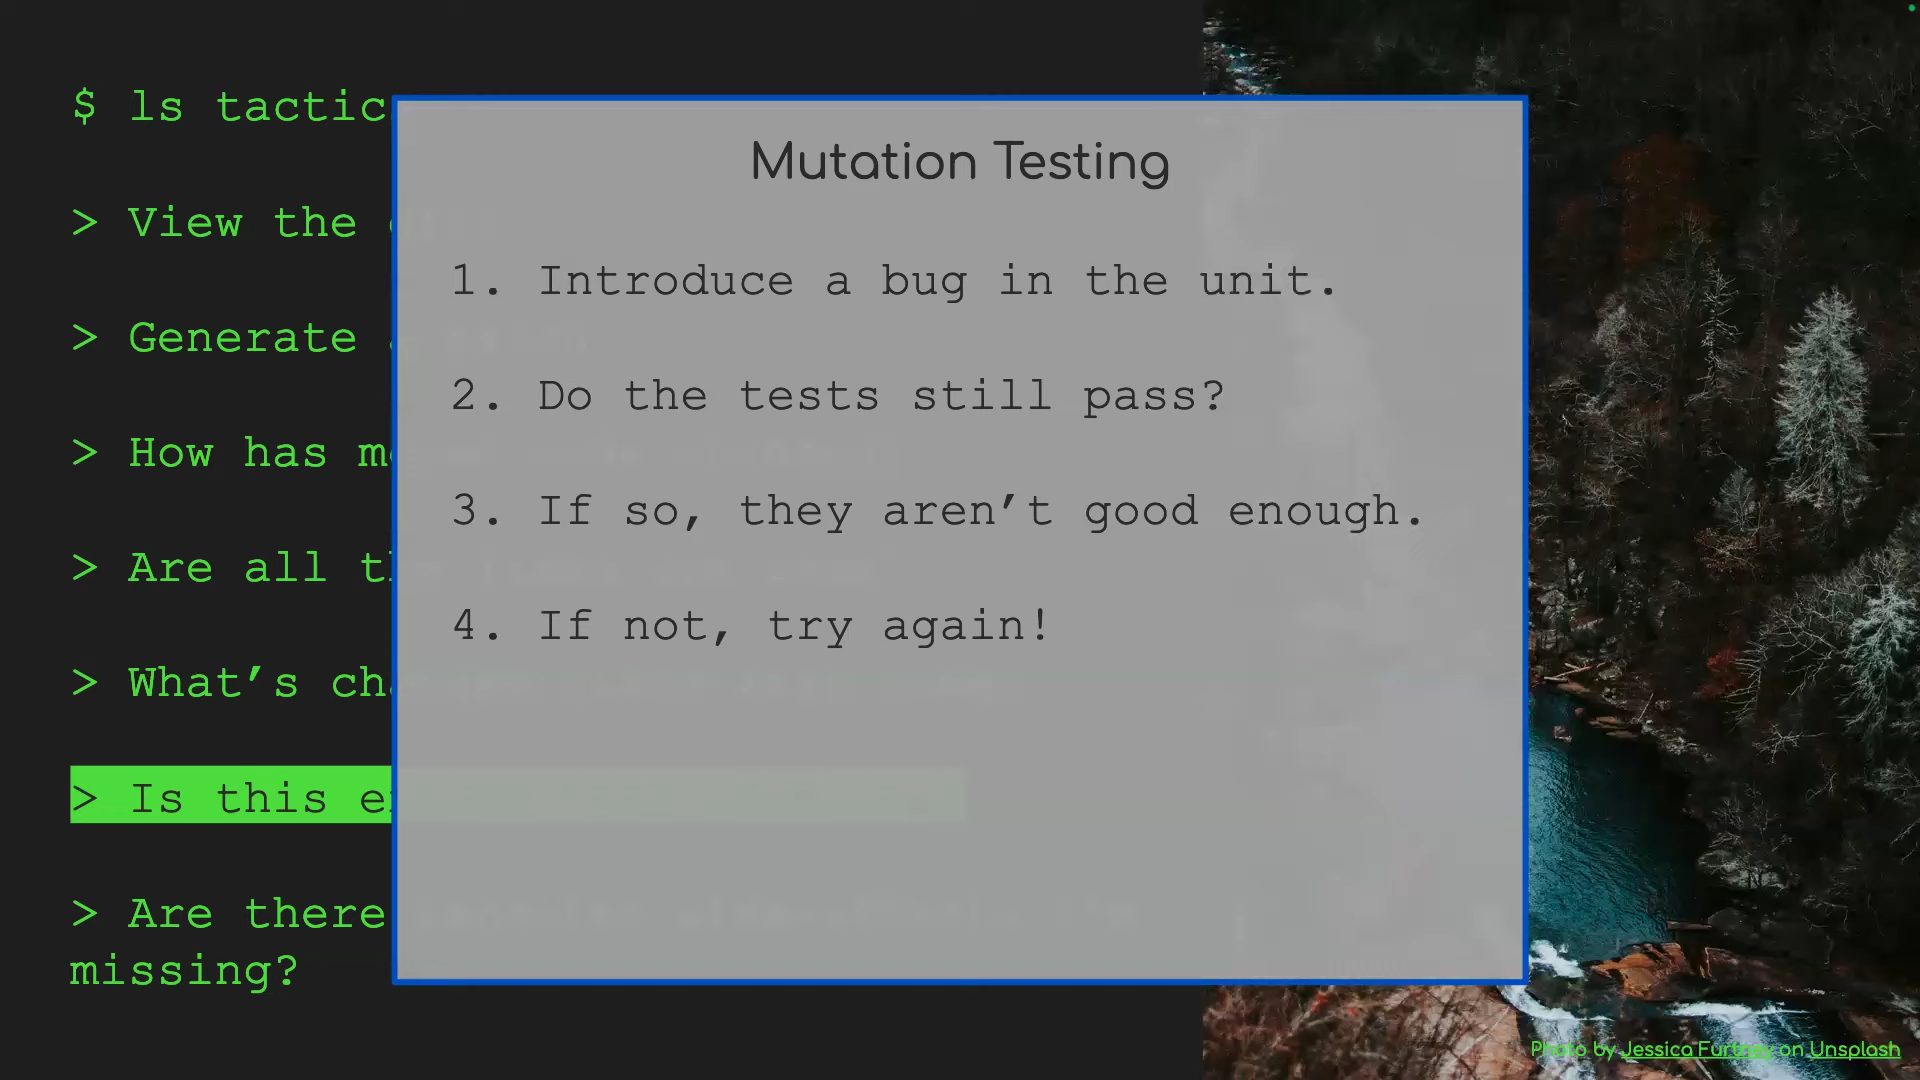 $ ls tactic
> View the
> Generate
> How has
> Are all
> What's
> Is this
> Are there
missing?
Mutation Testing
1. Introduce a bug in the unit.
2. Do the tests still pass?
3. If so, they aren't good enough.
4. If not, try again!
Photo by Jessica Furtney on Unsplash